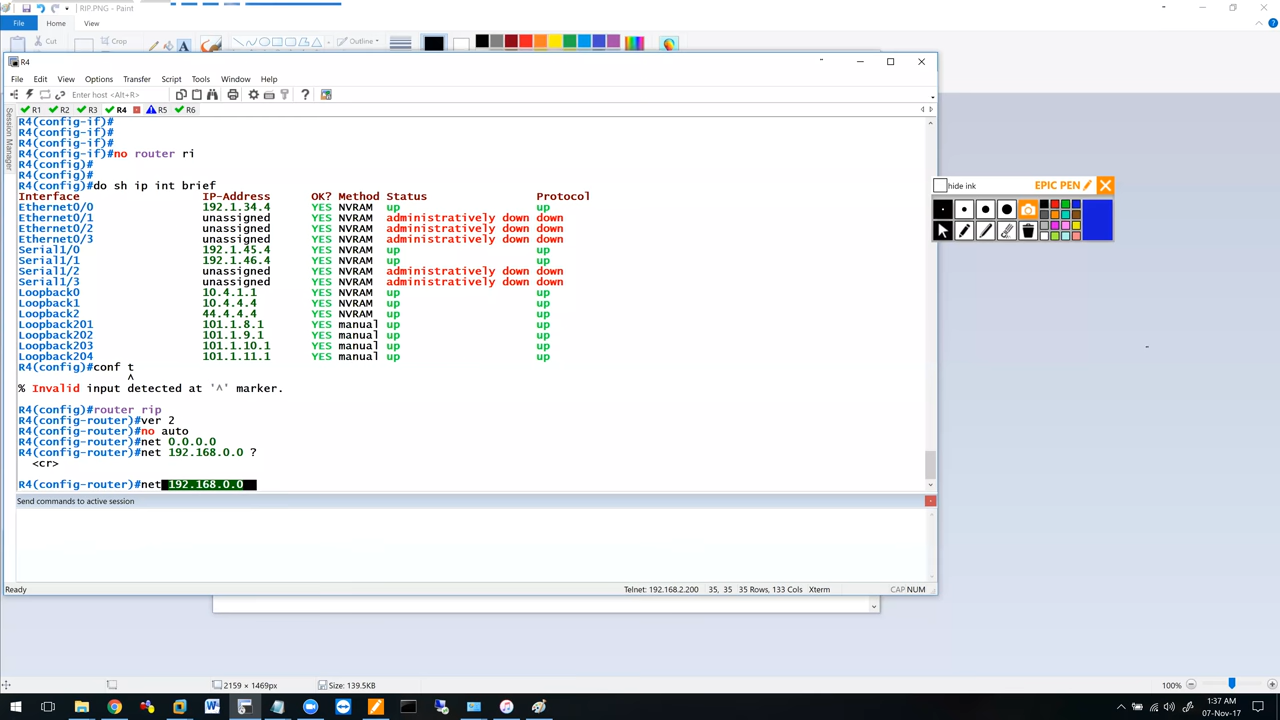 RIP.PNG - Paint
File Home View
Cut Crop Outline
R4
File Edit View Options Transfer Script Tools Window Help
Enter host <Alt+R>
R1 R2 R3 R4 R5 R6
Session Manager
R4(config-if)#
R4(config-if)#
R4(config-if)#
R4(config-if)#no router ri
R4(config)#
R4(config)#
R4(config)#do sh ip int brief
Interface IP-Address OK? Method Status Protocol
Ethernet0/0 192.1.34.4 YES NVRAM up up
Ethernet0/1 unassigned YES NVRAM administratively down down
Ethernet0/2 unassigned YES NVRAM administratively down down
Ethernet0/3 unassigned YES NVRAM administratively down down
Serial1/0 192.1.45.4 YES NVRAM up up
Serial1/1 192.1.46.4 YES NVRAM up up
Serial1/2 unassigned YES NVRAM administratively down down
Serial1/3 unassigned YES NVRAM administratively down down
Loopback0 10.4.1.1 YES NVRAM up up
Loopback1 10.4.4.4 YES NVRAM up up
Loopback2 44.4.4.4 YES NVRAM up up
Loopback201 101.1.8.1 YES manual up up
Loopback202 101.1.9.1 YES manual up up
Loopback203 101.1.10.1 YES manual up up
Loopback204 101.1.11.1 YES manual up up
R4(config)#conf t
^
% Invalid input detected at '^' marker.
R4(config)#router rip
R4(config-router)#ver 2
R4(config-router)#no auto
R4(config-router)#net 0.0.0.0
R4(config-router)#net 192.168.0.0 ?
<cr>
R4(config-router)#net 192.168.0.0
Send commands to active session
Ready Telnet: 192.168.2.200 35, 35 35 Rows, 133 Cols Xterm CAP NUM
hide ink EPIC PEN
2159 × 1469px Size: 139.5KB 100%
1:37 AM
07-Nov-17